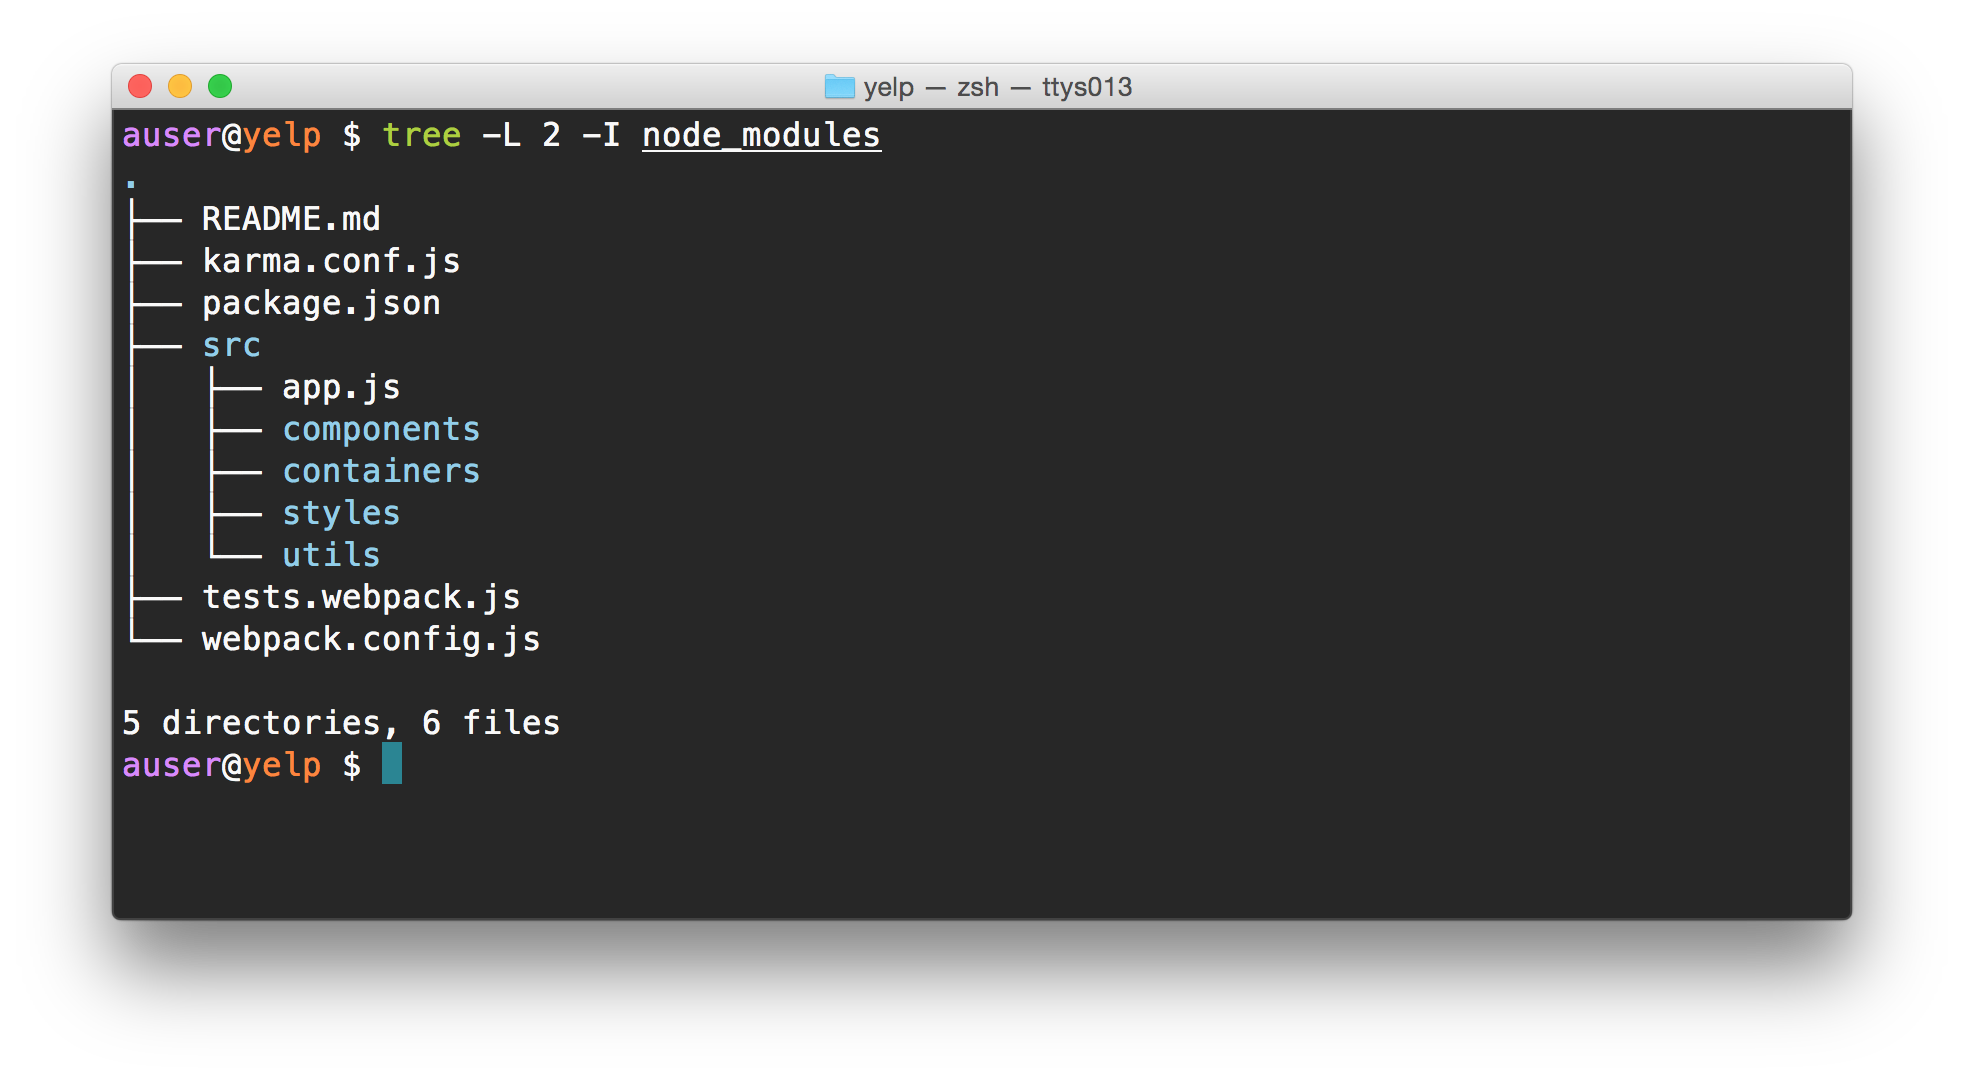 yelp — zsh — ttys013
auser@yelp $ tree -L 2 -I node_modules
.
├── README.md
├── karma.conf.js
├── package.json
├── src
│   ├── app.js
│   ├── components
│   ├── containers
│   ├── styles
│   └── utils
├── tests.webpack.js
└── webpack.config.js
5 directories, 6 files
auser@yelp $